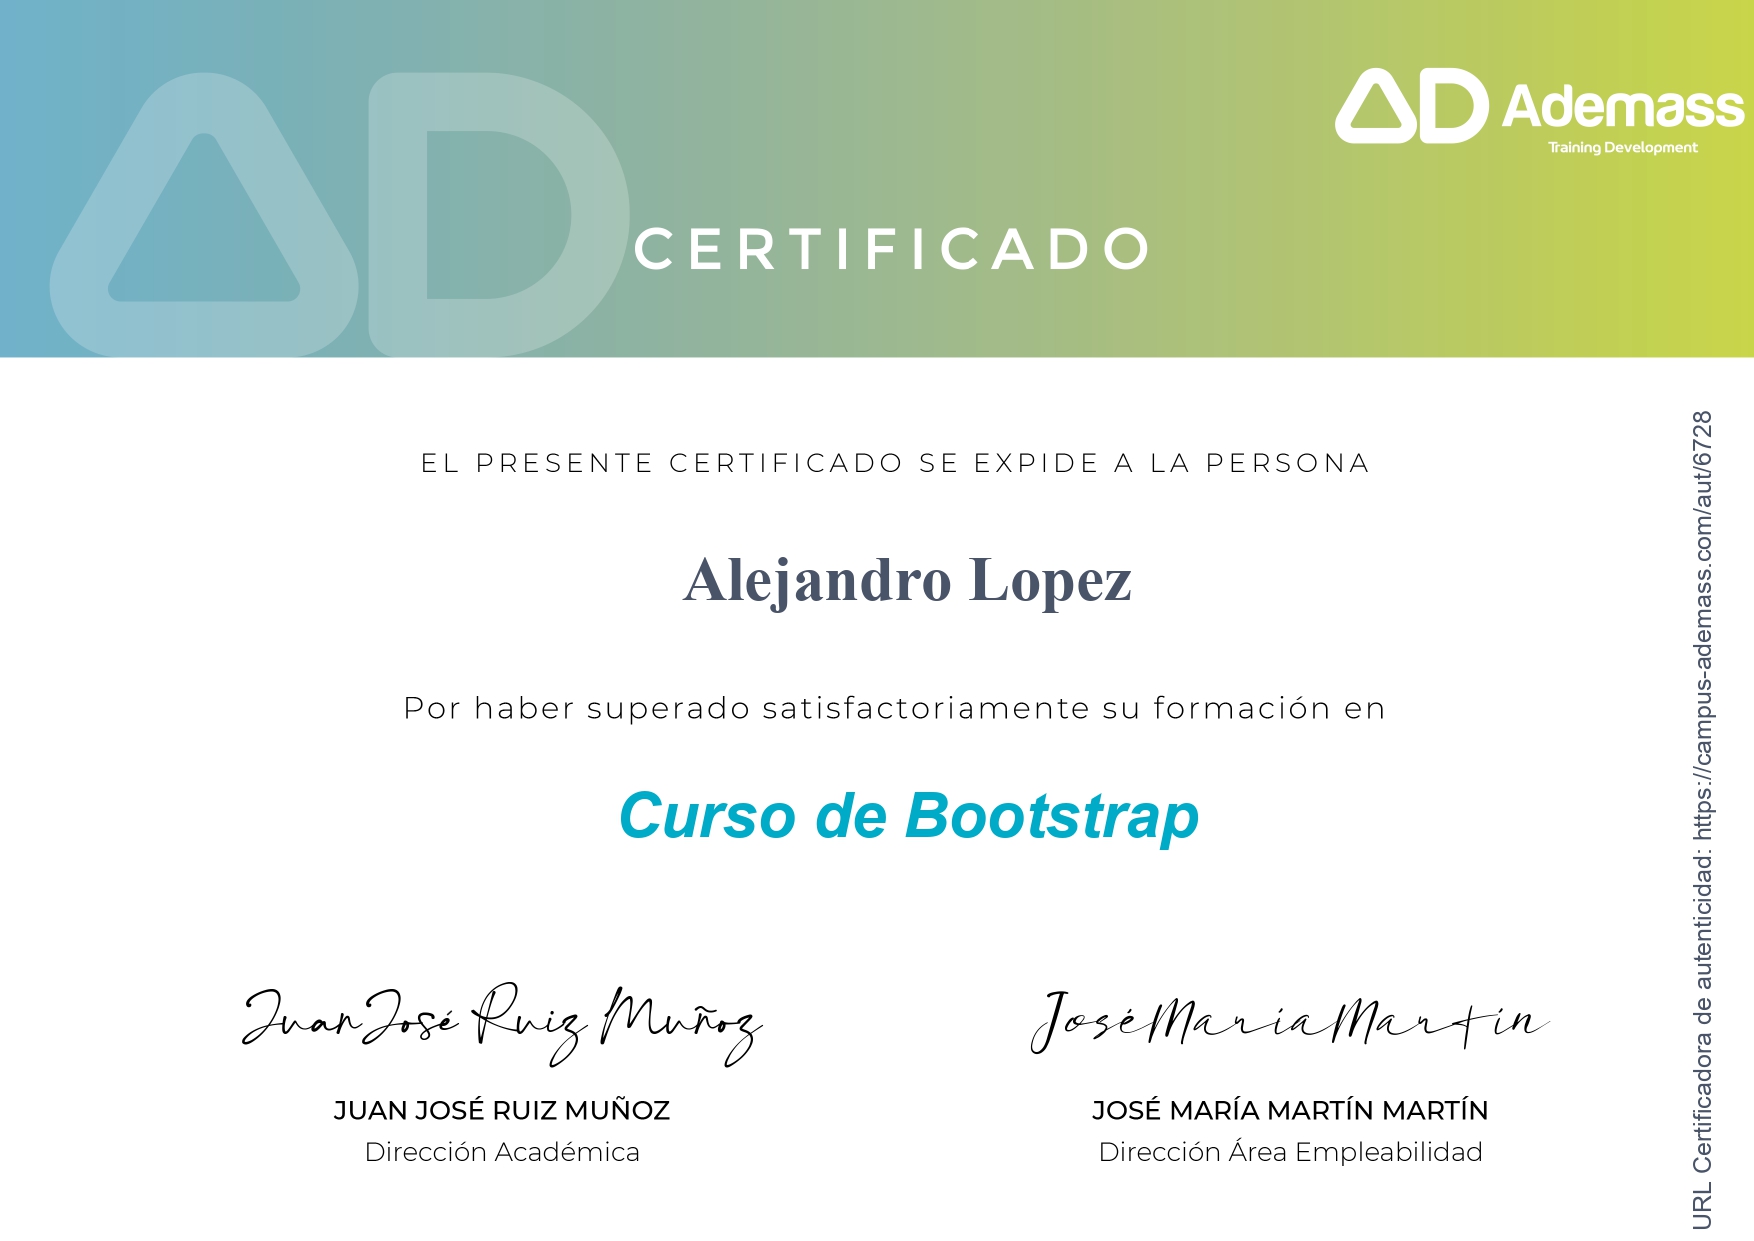 AD Ademass
Training Development
CERTIFICADO
EL PRESENTE CERTIFICADO SE EXPIDE A LA PERSONA
Alejandro Lopez
Por haber superado satisfactoriamente su formación en
Curso de Bootstrap
Juan José Ruiz Muñoz
José María Martín
JUAN JOSÉ RUIZ MUÑOZ
JOSÉ MARÍA MARTÍN MARTÍN
Dirección Académica
Dirección Área Empleabilidad
URL Certificadora de autenticidad: https://campus-ademass.com/aut/6728